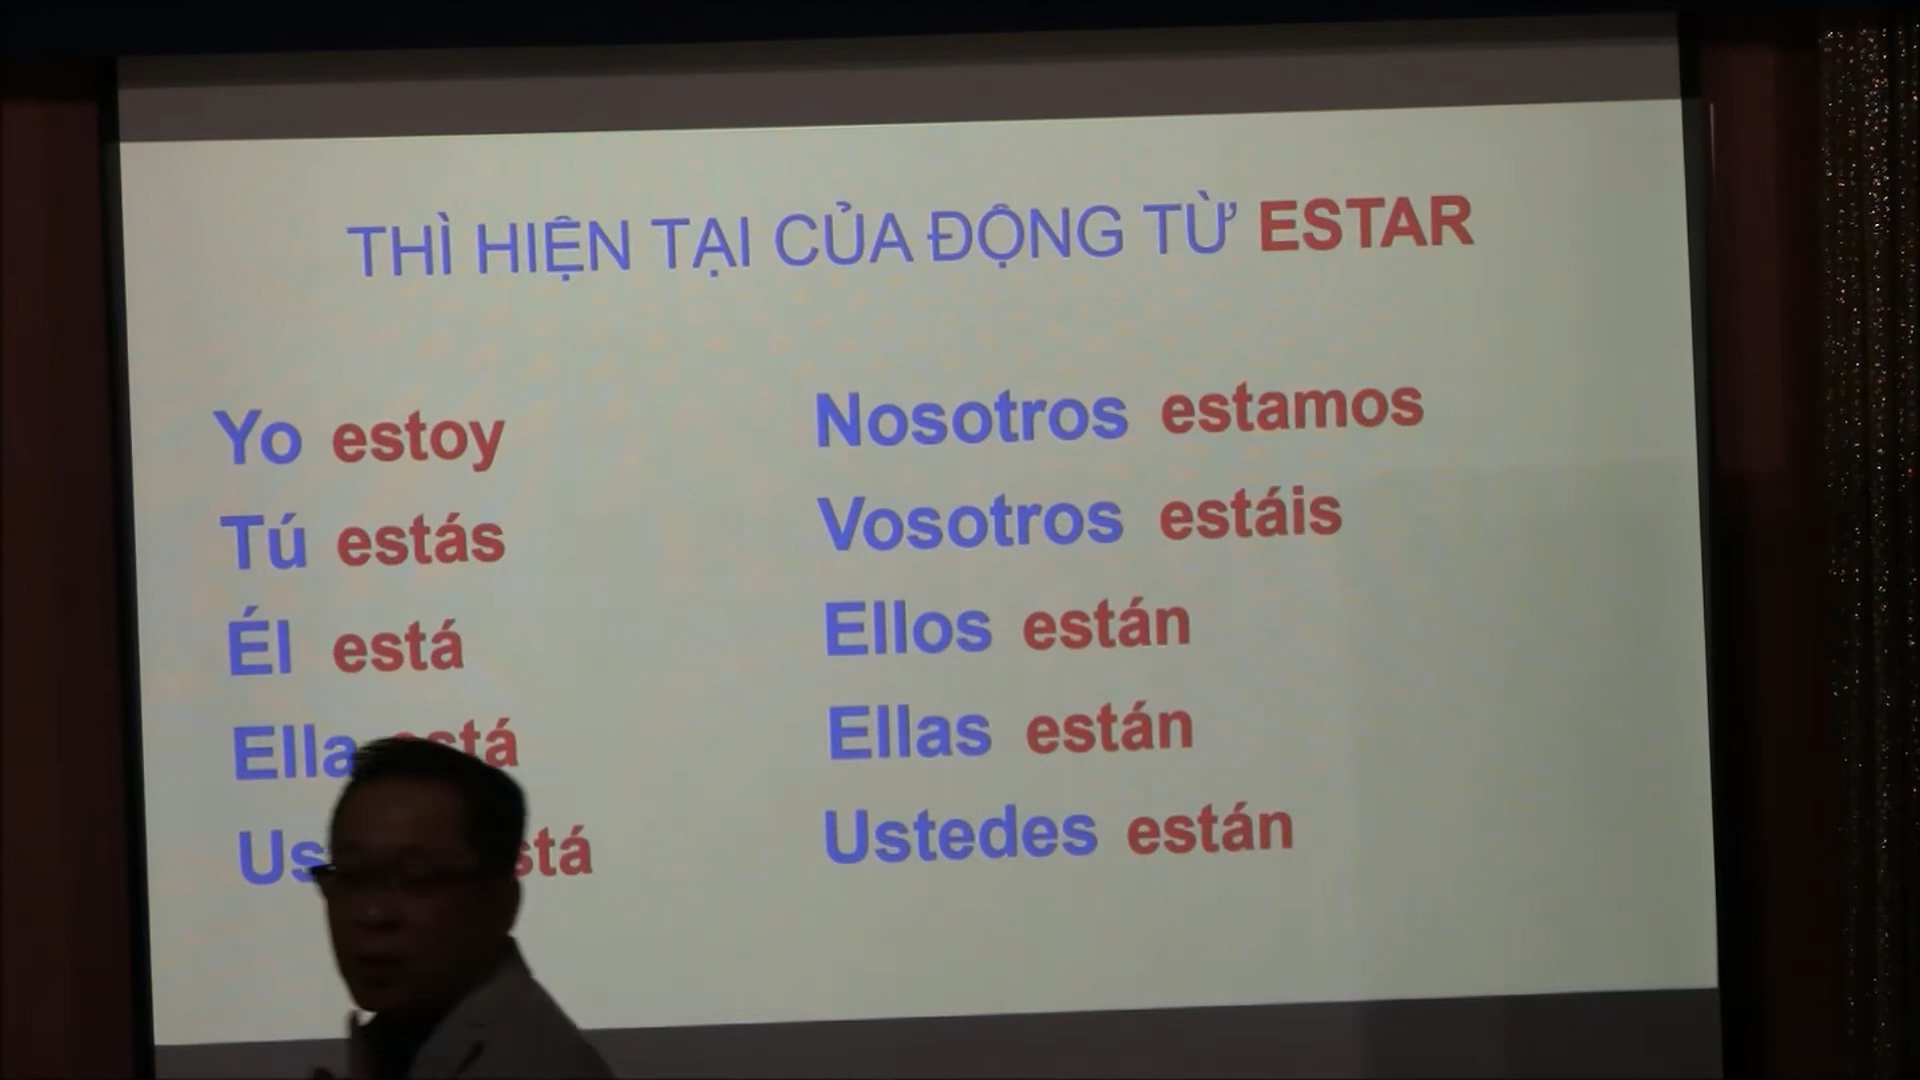 THÌ HIỆN TẠI CỦA ĐỘNG TỪ ESTAR
Yo estoy
Tú estás
Él está
Ella está
Nosotros estamos
Vosotros estáis
Ellos están
Ellas están
Ustedes están